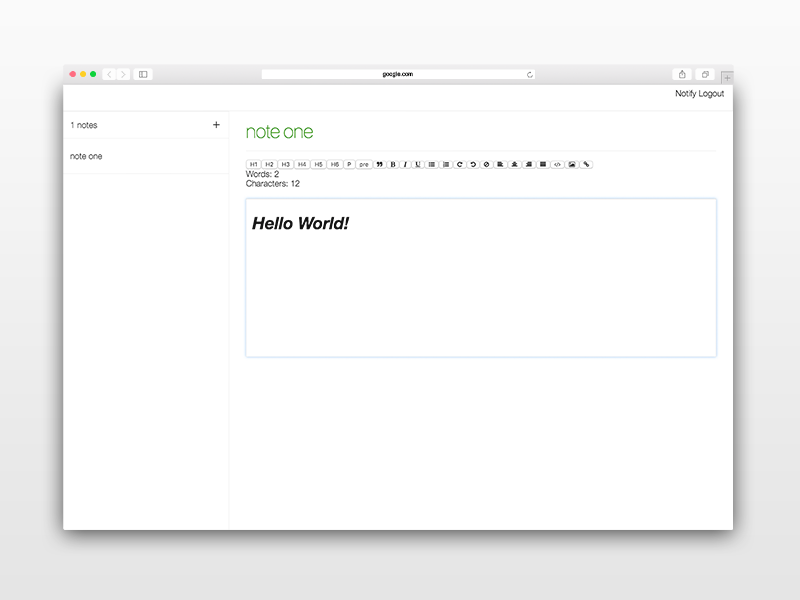 google.com
Notify Logout
1 notes +
note one
note one
H1 H2 H3 H4 H5 H6 P pre B I U </>
Words: 2
Characters: 12
Hello World!